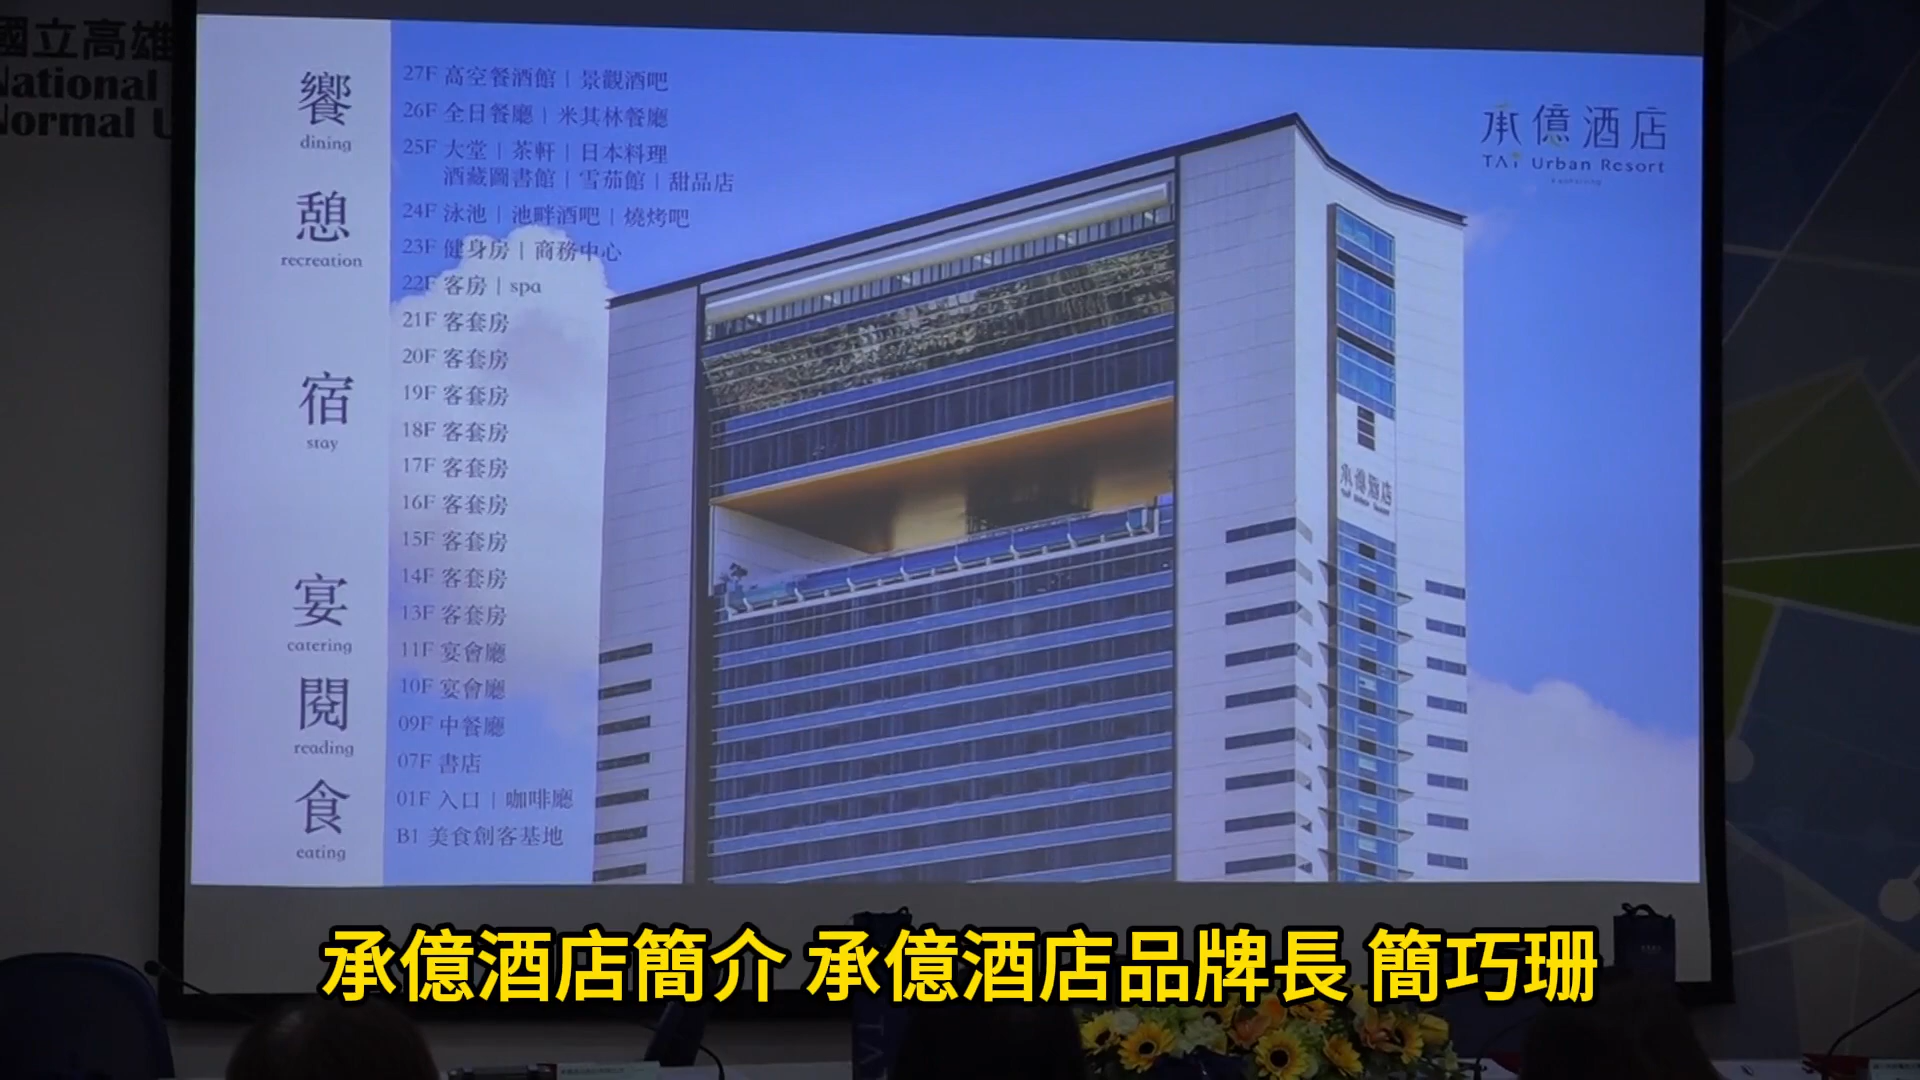 國立高雄
National
Normal U
饗
dining
憩
recreation
宿
stay
宴
catering
閱
reading
食
eating
27F 高空餐酒館 | 景觀酒吧
26F 全日餐廳 | 米其林餐廳
25F 大堂 | 茶軒 | 日本料理
酒藏圖書館 | 雪茄館 | 甜品店
24F 泳池 | 池畔酒吧 | 燒烤吧
23F 健身房 | 商務中心
22F 客房 | spa
21F 客套房
20F 客套房
19F 客套房
18F 客套房
17F 客套房
16F 客套房
15F 客套房
14F 客套房
13F 客套房
11F 宴會廳
10F 宴會廳
09F 中餐廳
07F 書店
01F 入口 | 咖啡廳
B1 美食創客基地
承億酒店
TAI Urban Resort
承億酒店
TAI Urban Resort
承億酒店簡介 承億酒店品牌長 簡巧珊